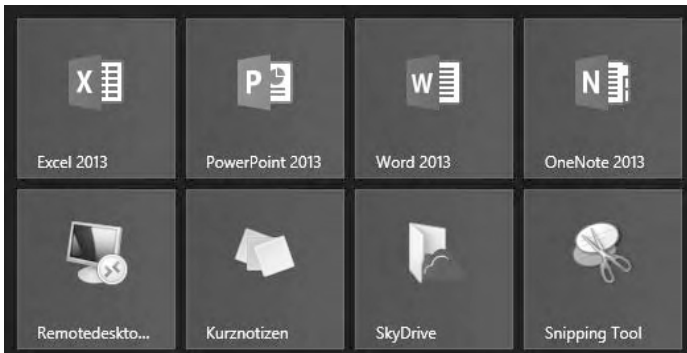 X
P
W
N
Excel 2013
PowerPoint 2013
Word 2013
OneNote 2013
Remotedeskto...
Kurznotizen
SkyDrive
Snipping Tool